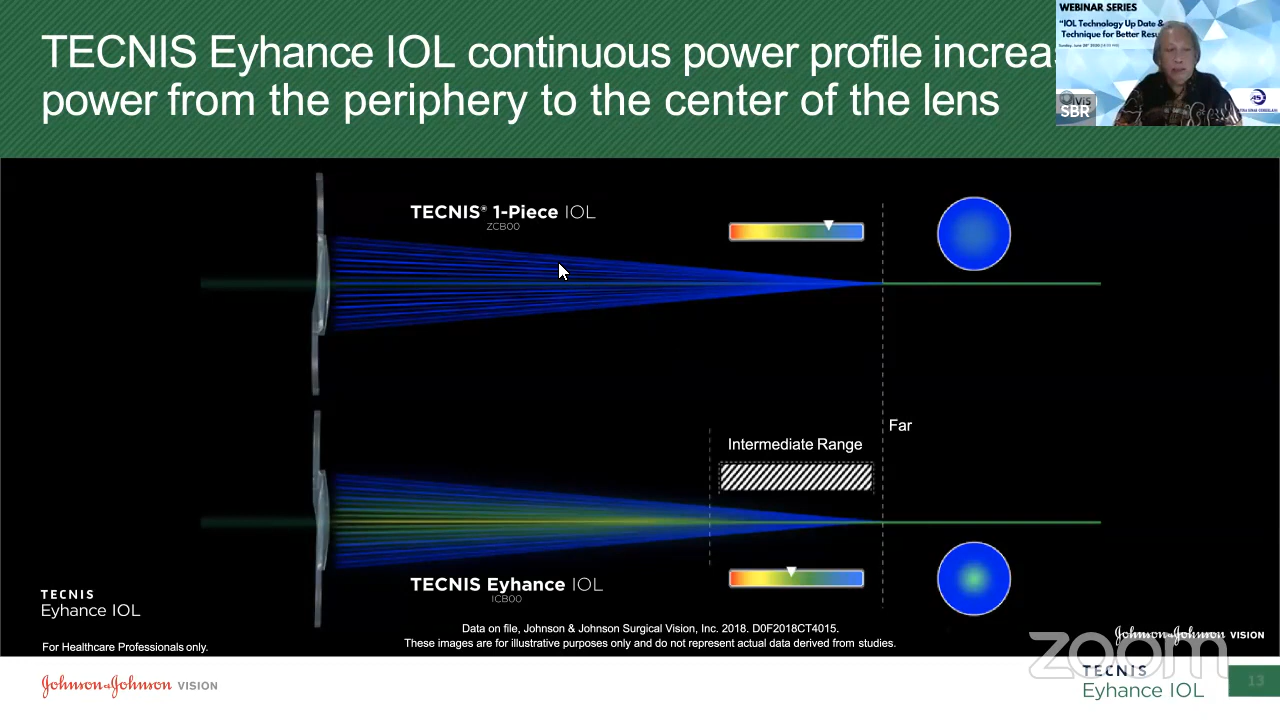 TECNIS Eyhance IOL continuous power profile increas
power from the periphery to the center of the lens
WEBINAR SERIES
"IOL Technology Up Date &
Technique for Better Resu
SBR
TECNIS® 1-Piece IOL
ZCB00
Far
Intermediate Range
TECNIS Eyhance IOL
ICB00
TECNIS
Eyhance IOL
Data on file, Johnson & Johnson Surgical Vision, Inc. 2018. D0F2018CT4015.
These images are for illustrative purposes only and do not represent actual data derived from studies.
For Healthcare Professionals only.
Johnson & Johnson VISION
zoom
Johnson & Johnson VISION
TECNIS
Eyhance IOL
13